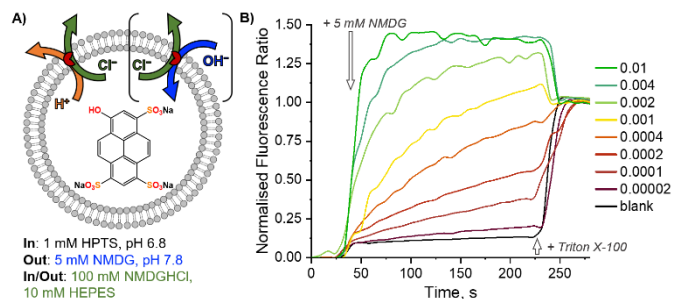 A)
Cl⁻
Cl⁻
OH⁻
H⁺
HO
SO₃Na
NaO₃S
SO₃Na
In: 1 mM HPTS, pH 6.8
Out: 5 mM NMDG, pH 7.8
In/Out: 100 mM NMDGHCl,
10 mM HEPES
B)
Normalised Fluorescence Ratio
1.50
1.25
1.00
0.75
0.50
0.25
0.00
0
50
100
150
200
250
Time, s
+ 5 mM NMDG
+ Triton X-100
0.01
0.004
0.002
0.001
0.0004
0.0002
0.0001
0.00002
blank